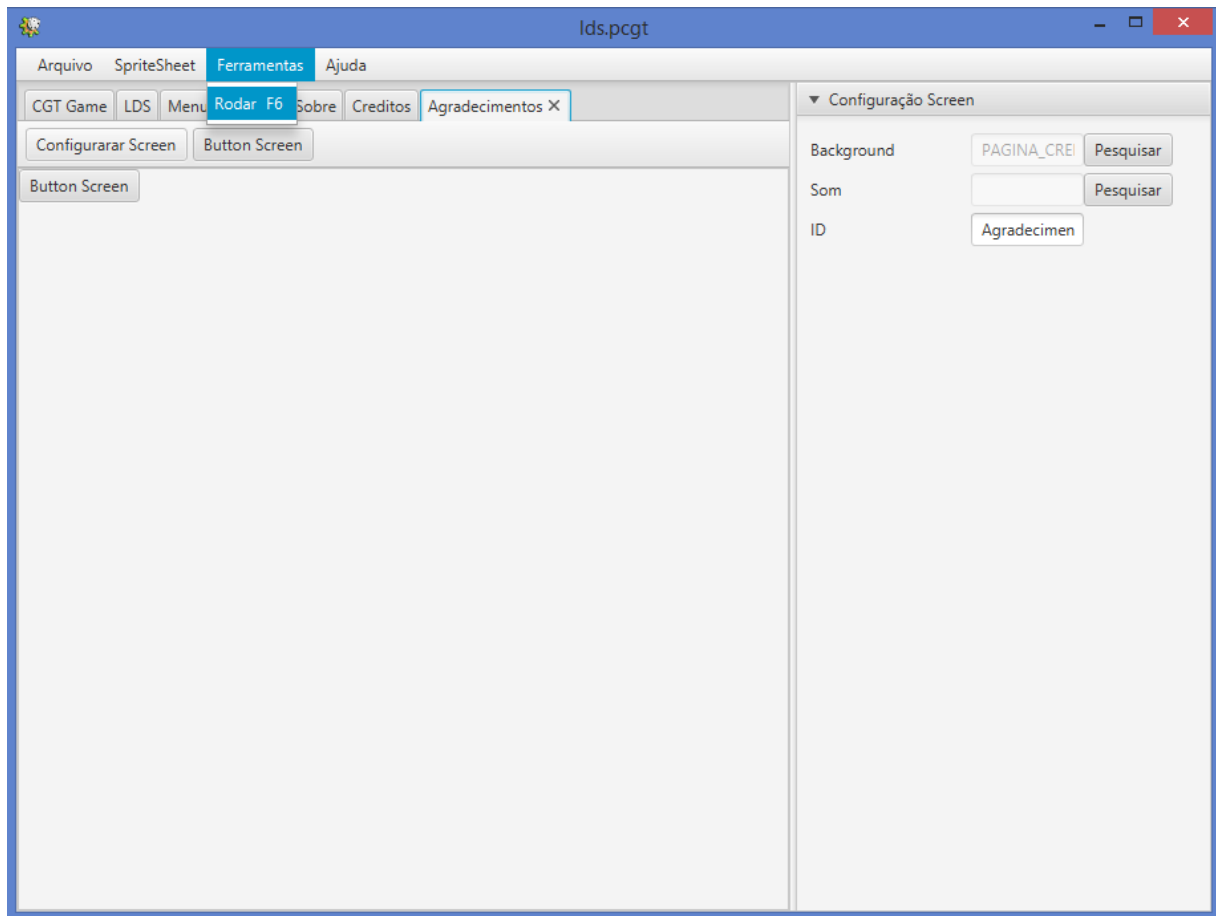 lds.pcgt
Arquivo SpriteSheet Ferramentas Ajuda
Rodar F6
CGT Game LDS Menu Sobre Creditos Agradecimentos
Configurarar Screen Button Screen
Button Screen
Configuração Screen
Background PAGINA_CRE Pesquisar
Som Pesquisar
ID Agradecimen